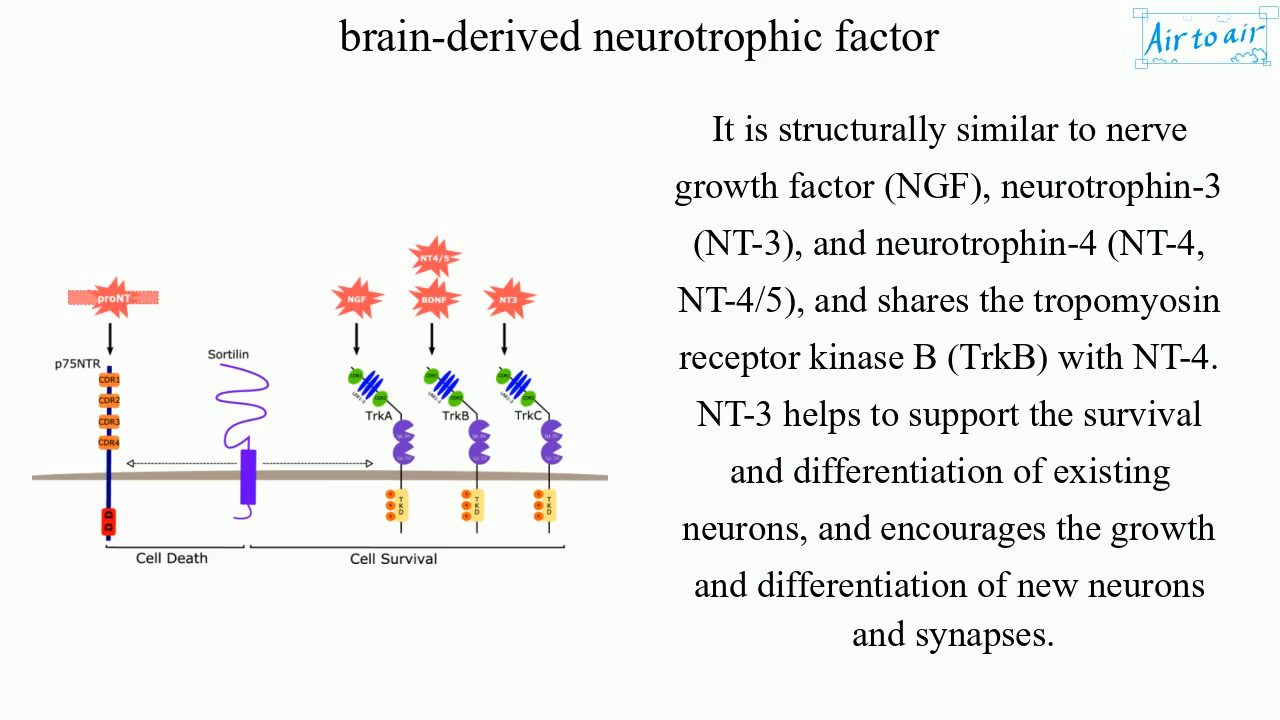 brain-derived neurotrophic factor
Air to air
It is structurally similar to nerve
growth factor (NGF), neurotrophin-3
(NT-3), and neurotrophin-4 (NT-4,
NT-4/5), and shares the tropomyosin
receptor kinase B (TrkB) with NT-4.
NT-3 helps to support the survival
and differentiation of existing
neurons, and encourages the growth
and differentiation of new neurons
and synapses.
NT4/5
proNT
NGF
BDNF
NT3
Sortilin
p75NTR
CDR1
CDR2
CDR3
CDR4
TrkA
TrkB
TrkC
TKD
TKD
TKD
DD
Cell Death
Cell Survival